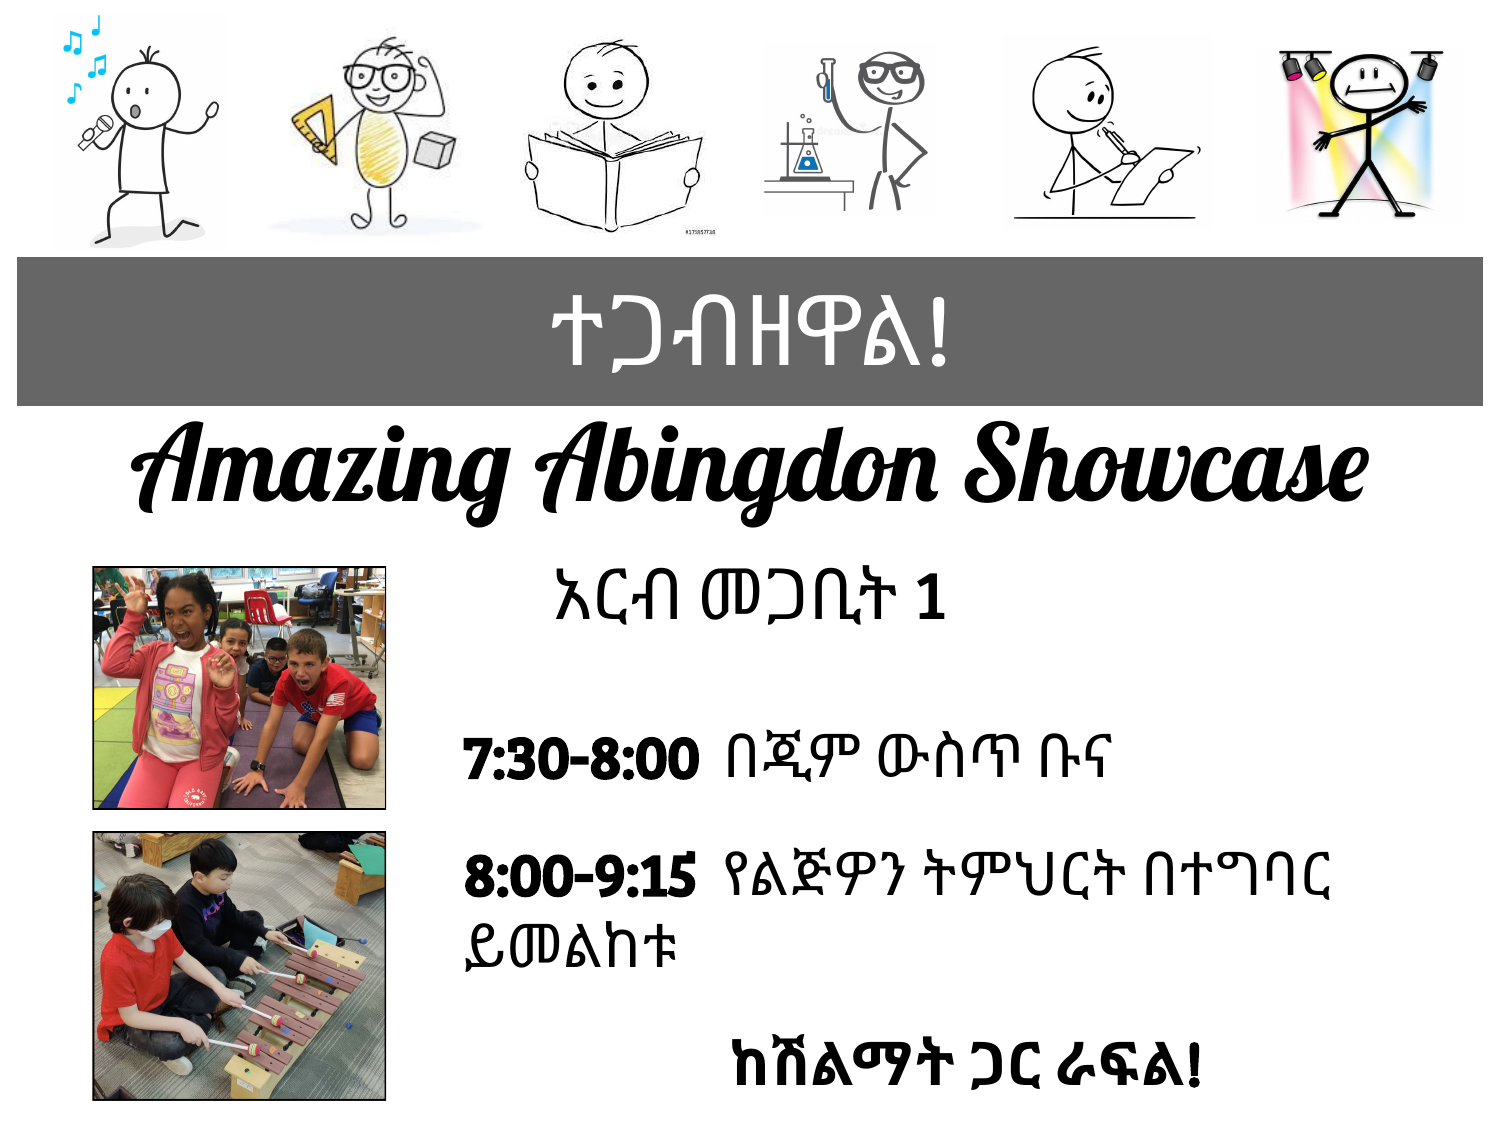 ተጋብዘዋል!
Amazing Abingdon Showcase
አርብ መጋቢት 1
7:30-8:00 በጂም ውስጥ ቡና
8:00-9:15 የልጅዎን ትምህርት በተግባር
ይመልከቱ
ከሽልማት ጋር ራፍል!